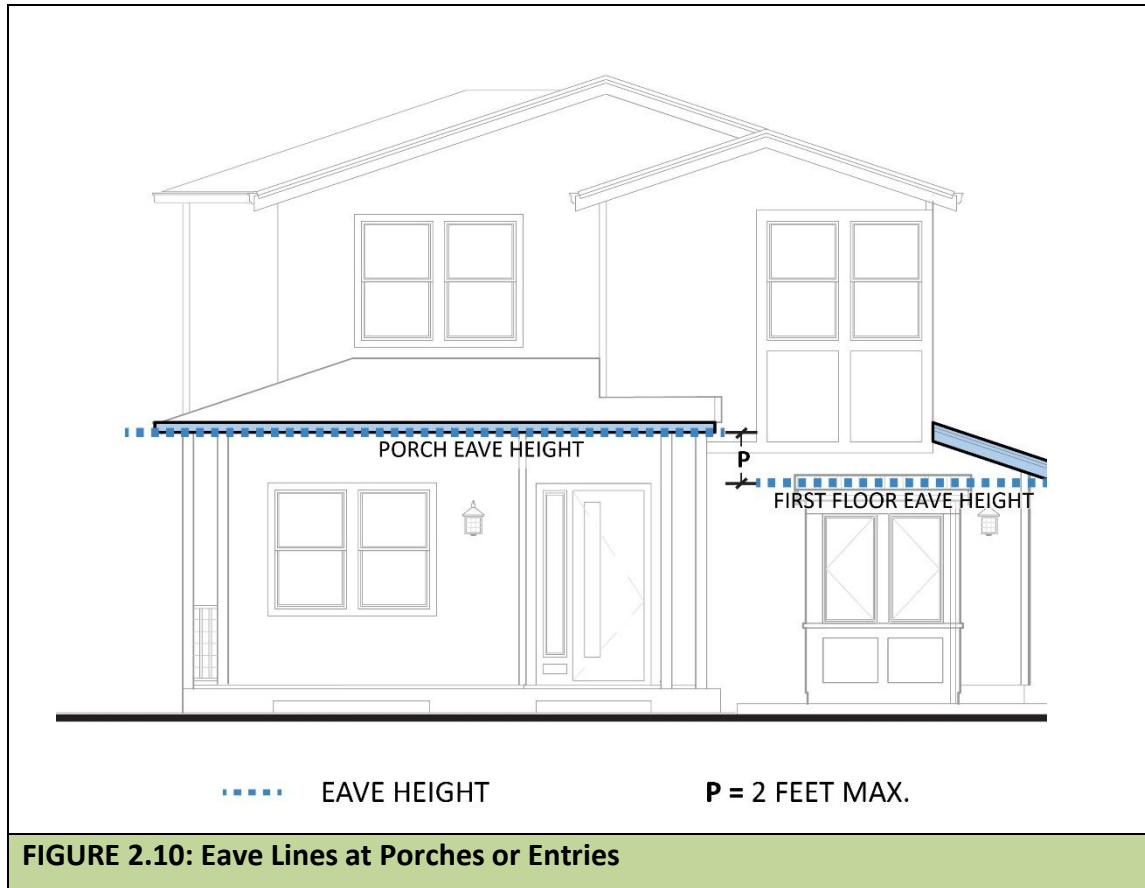 PORCH EAVE HEIGHT
P
FIRST FLOOR EAVE HEIGHT
EAVE HEIGHT
P = 2 FEET MAX.
FIGURE 2.10: Eave Lines at Porches or Entries